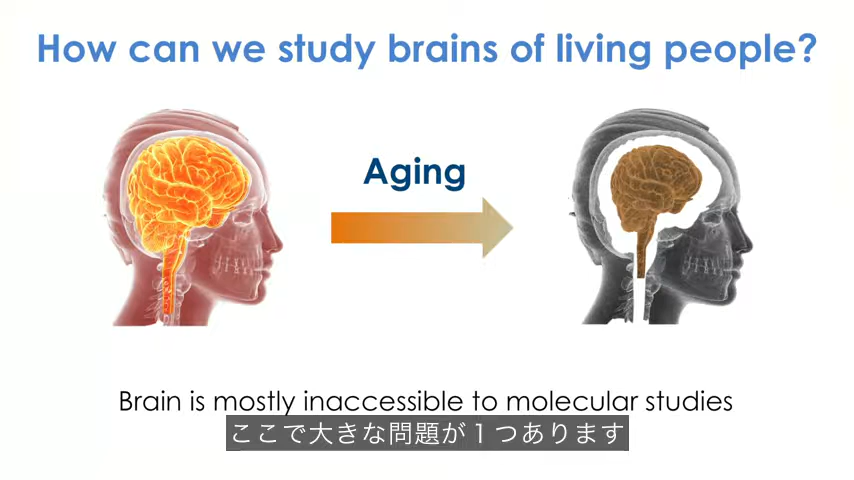 How can we study brains of living people?
Aging
Brain is mostly inaccessible to molecular studies
ここで大きな問題が１つあります